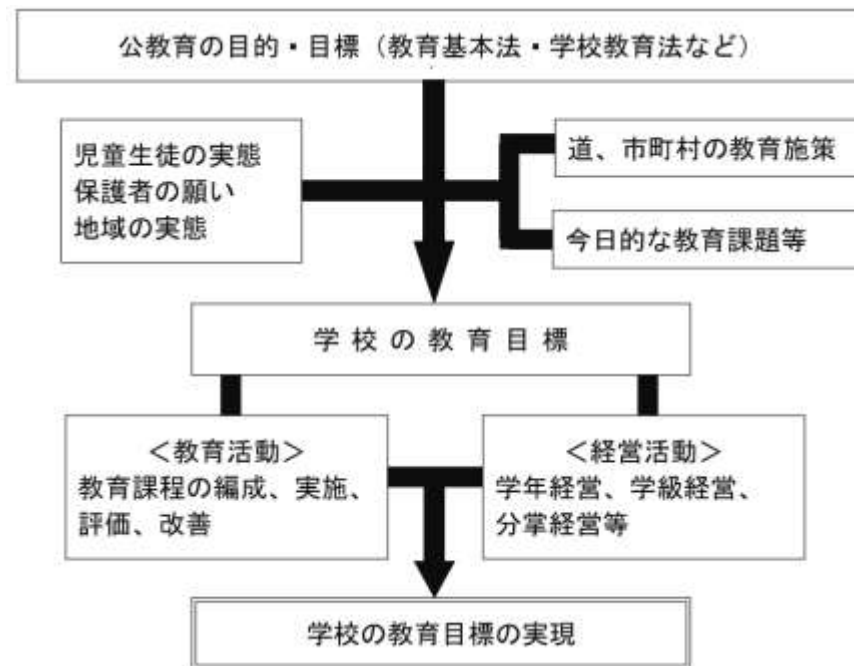 公教育の目的・目標（教育基本法・学校教育法など）
児童生徒の実態
保護者の願い
地域の実態
道、市町村の教育施策
今日的な教育課題等
学校の教育目標
＜教育活動＞
教育課程の編成、実施、
評価、改善
＜経営活動＞
学年経営、学級経営、
分掌経営等
学校の教育目標の実現